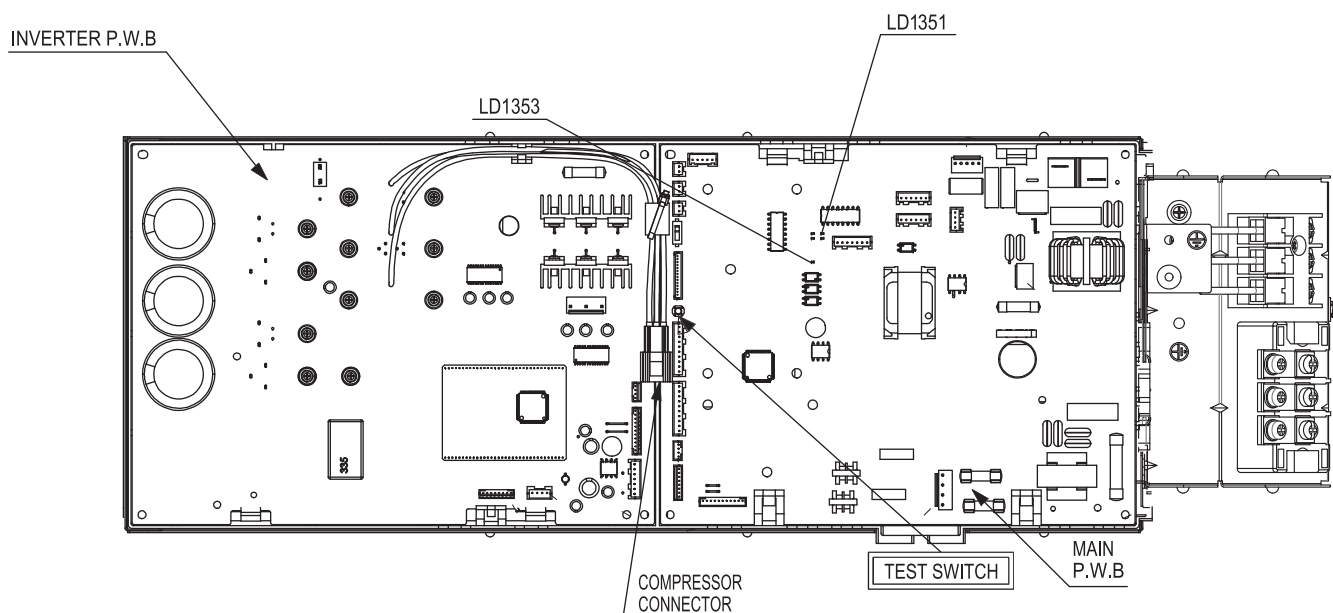 LD1351
INVERTER P.W.B
LD1353
335
TEST SWITCH
MAIN
P.W.B
COMPRESSOR
CONNECTOR